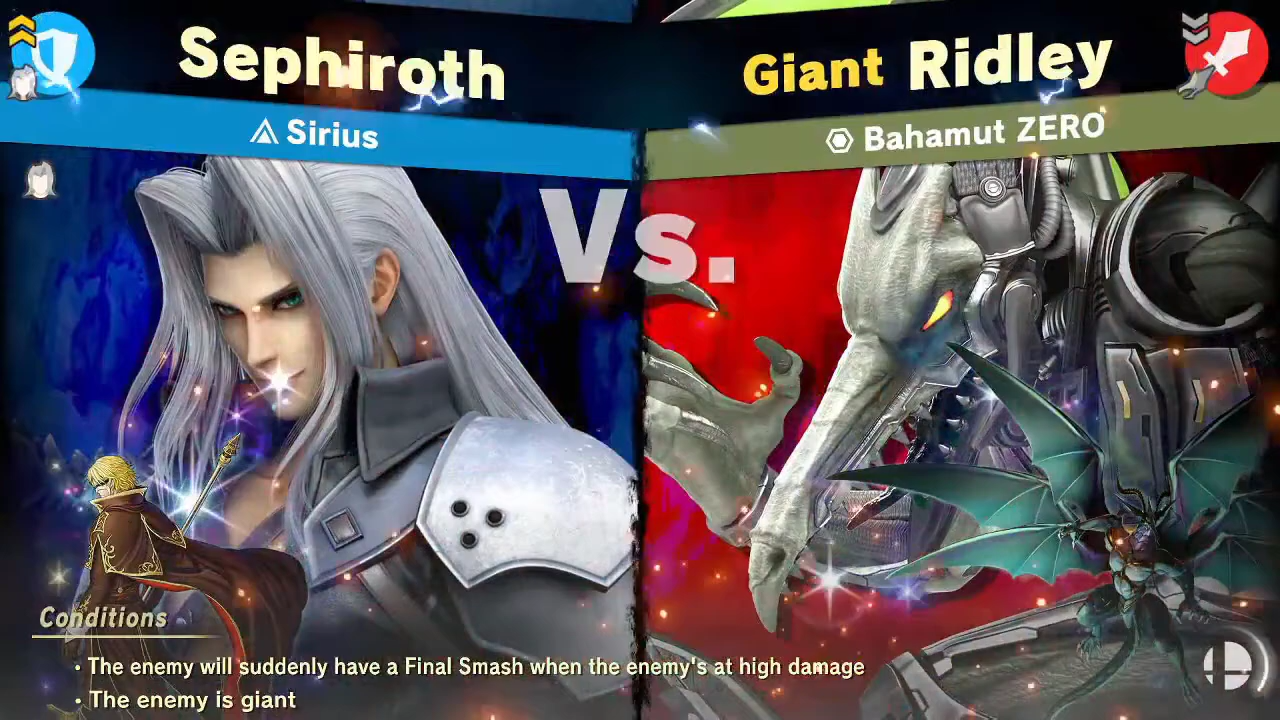 Sephiroth
Sirius
Vs.
Giant Ridley
Bahamut ZERO
Conditions
· The enemy will suddenly have a Final Smash when the enemy's at high damage
· The enemy is giant